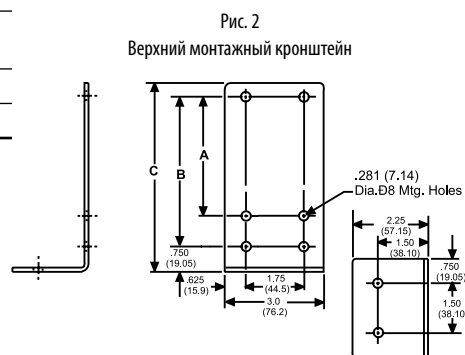 Рис. 2
Верхний монтажный кронштейн
C
B
A
.281 (7.14)
Dia.Đ8 Mtg. Holes
.750
(19.05)
.625
(15.9)
1.75
(44.5)
3.0
(76.2)
2.25
(57.15)
1.50
(38.10)
.750
(19.05)
1.50
(38.10)